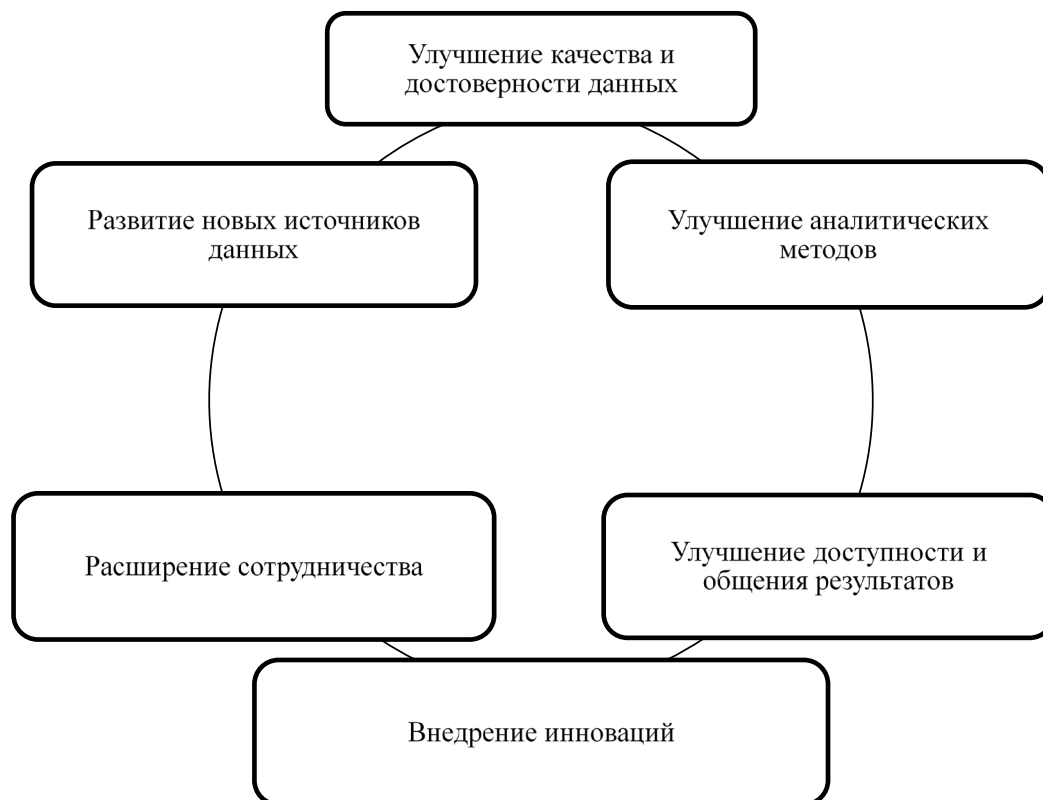 Улучшение качества и
достоверности данных
Развитие новых источников
данных
Улучшение аналитических
методов
Расширение сотрудничества
Улучшение доступности и
общения результатов
Внедрение инноваций